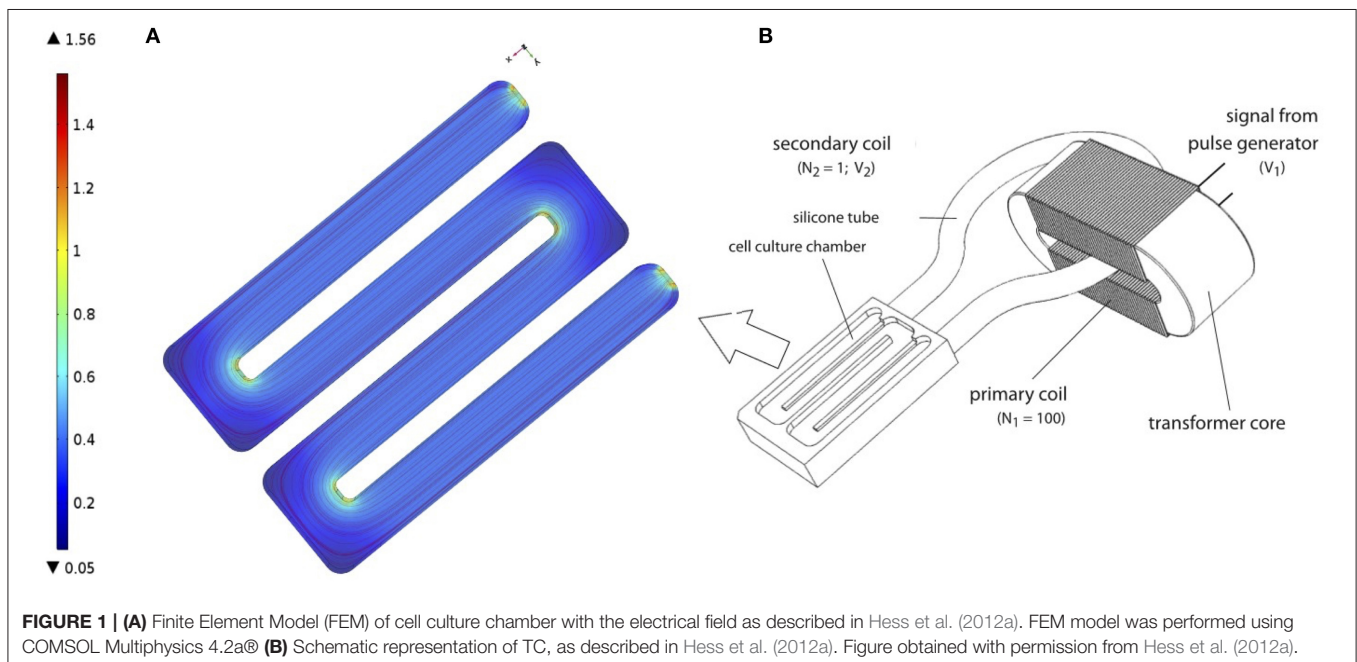 A
B
▲ 1.56
1.4
1.2
1
0.8
0.6
0.4
0.2
▼ 0.05
x
Y
secondary coil
(N₂ = 1; V₂)
silicone tube
cell culture chamber
signal from
pulse generator
(V₁)
primary coil
(N₁ = 100)
transformer core
FIGURE 1 | (A) Finite Element Model (FEM) of cell culture chamber with the electrical field as described in Hess et al. (2012a). FEM model was performed using
COMSOL Multiphysics 4.2a® (B) Schematic representation of TC, as described in Hess et al. (2012a). Figure obtained with permission from Hess et al. (2012a).